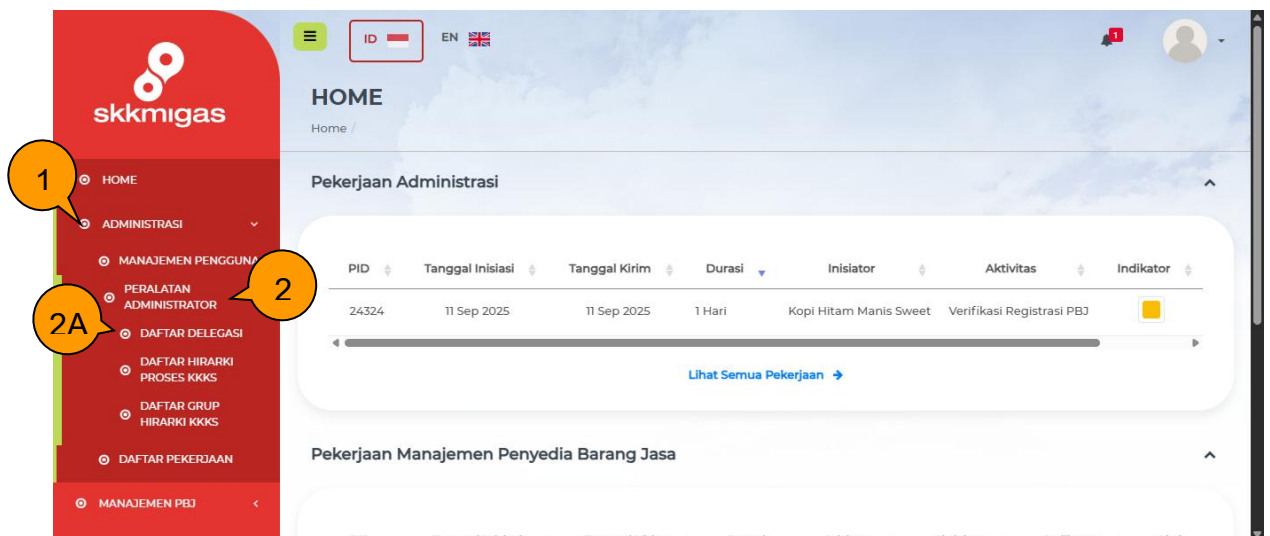 skkmigas
ID
EN
1
HOME
Home /
1
HOME
ADMINISTRASI
MANAJEMEN PENGGUNA
2
PERALATAN
ADMINISTRATOR
2A
DAFTAR DELEGASI
DAFTAR HIRARKI
PROSES KKKS
DAFTAR GRUP
HIRARKI KKKS
DAFTAR PEKERJAAN
MANAJEMEN PBJ
Pekerjaan Administrasi
PID Tanggal Inisiasi Tanggal Kirim Durasi Inisiator Aktivitas Indikator
24324 11 Sep 2025 11 Sep 2025 1 Hari Kopi Hitam Manis Sweet Verifikasi Registrasi PBJ
Lihat Semua Pekerjaan
Pekerjaan Manajemen Penyedia Barang Jasa